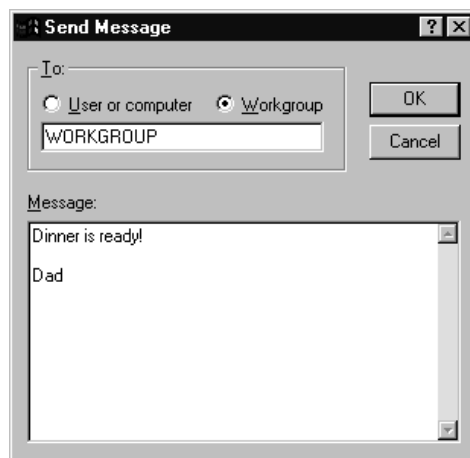 Send Message
To:
User or computer Workgroup
WORKGROUP
OK
Cancel
Message:
Dinner is ready!
Dad